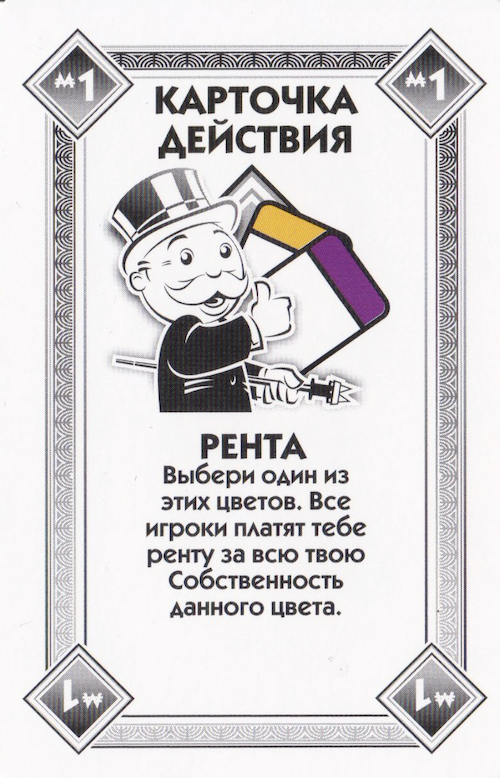 ₩1 ₩1
КАРТОЧКА
ДЕЙСТВИЯ
РЕНТА
Выбери один из
этих цветов. Все
игроки платят тебе
ренту за всю твою
Собственность
данного цвета.
₩1 ₩1